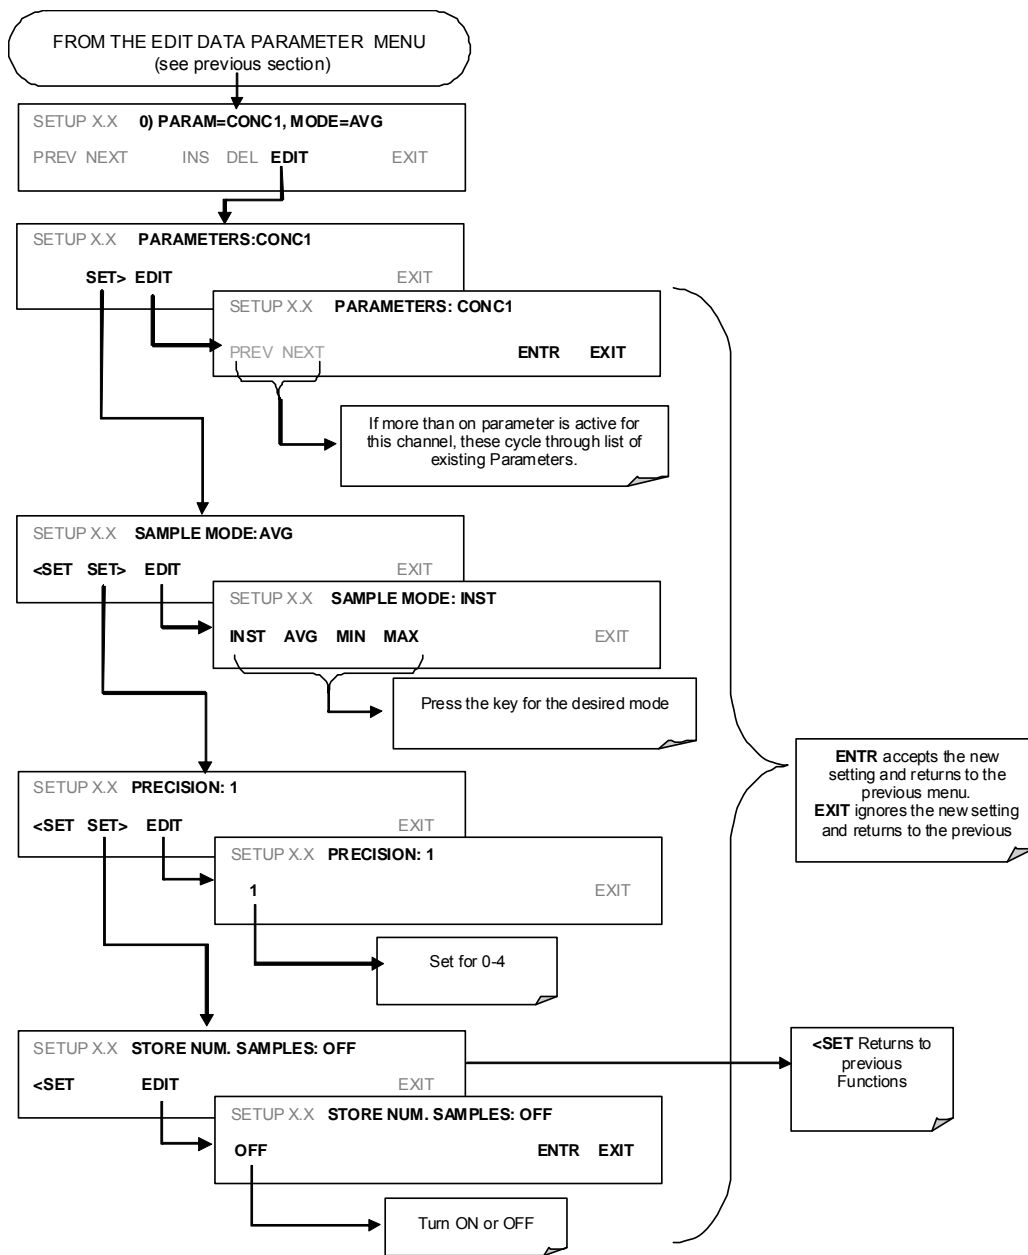 FROM THE EDIT DATA PARAMETER MENU
(see previous section)
SETUP X.X 0) PARAM=CONC1, MODE=AVG
PREV NEXT INS DEL EDIT EXIT
SETUP X.X PARAMETERS:CONC1
SET> EDIT EXIT
SETUP X.X PARAMETERS: CONC1
PREV NEXT ENTR EXIT
If more than on parameter is active for
this channel, these cycle through list of
existing Parameters.
SETUP X.X SAMPLE MODE:AVG
<SET SET> EDIT EXIT
SETUP X.X SAMPLE MODE: INST
INST AVG MIN MAX EXIT
Press the key for the desired mode
ENTR accepts the new
setting and returns to the
previous menu.
EXIT ignores the new setting
and returns to the previous
SETUP X.X PRECISION: 1
<SET SET> EDIT EXIT
SETUP X.X PRECISION: 1
1 EXIT
Set for 0-4
SETUP X.X STORE NUM. SAMPLES: OFF
<SET EDIT EXIT
<SET Returns to
previous
Functions
SETUP X.X STORE NUM. SAMPLES: OFF
OFF ENTR EXIT
Turn ON or OFF